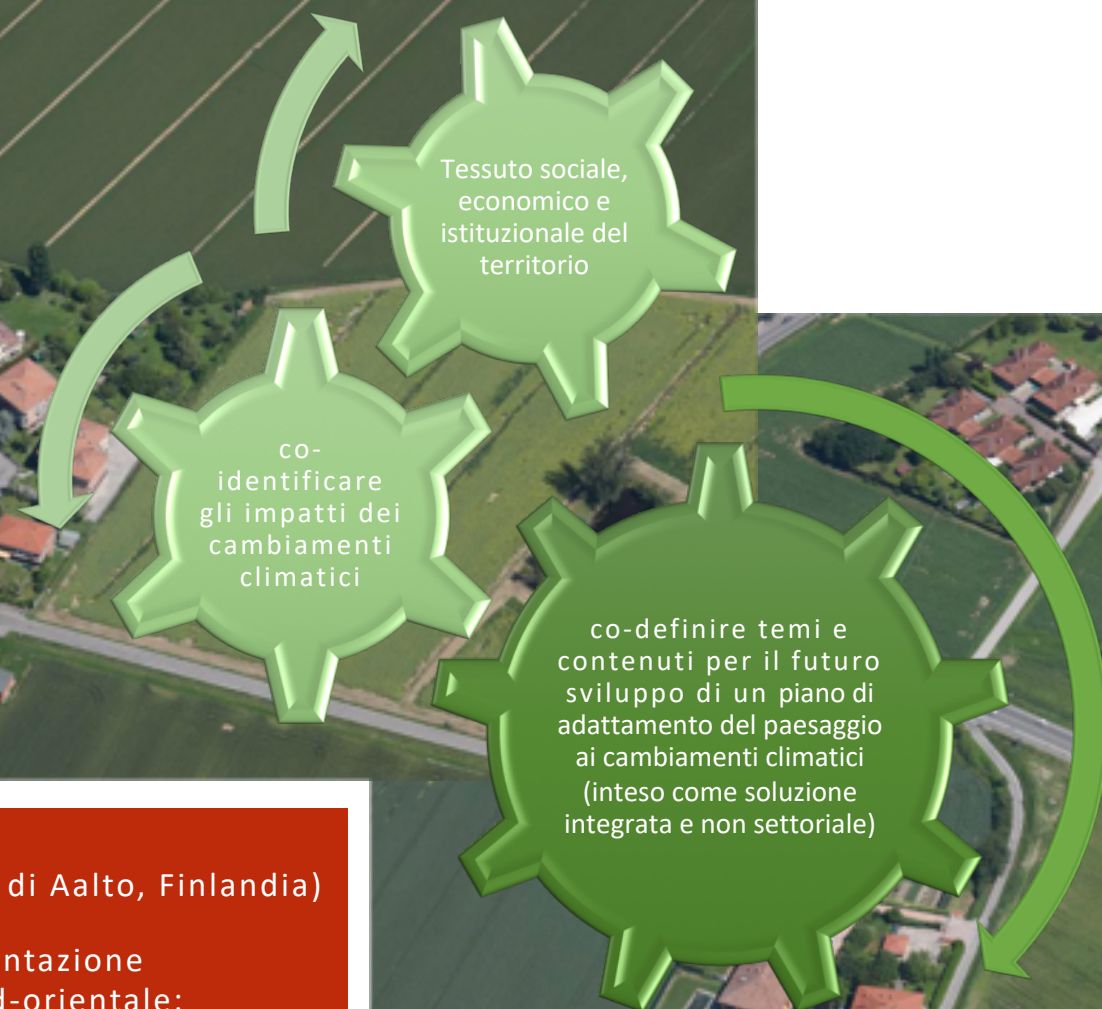 Tessuto sociale,
economico e
istituzionale del
territorio
co-
identificare
gli impatti dei
cambiamenti
climatici
co-definire temi e
contenuti per il futuro
sviluppo di un piano di
adattamento del paesaggio
ai cambiamenti climatici
(inteso come soluzione
integrata e non settoriale)
di Aalto, Finlandia)